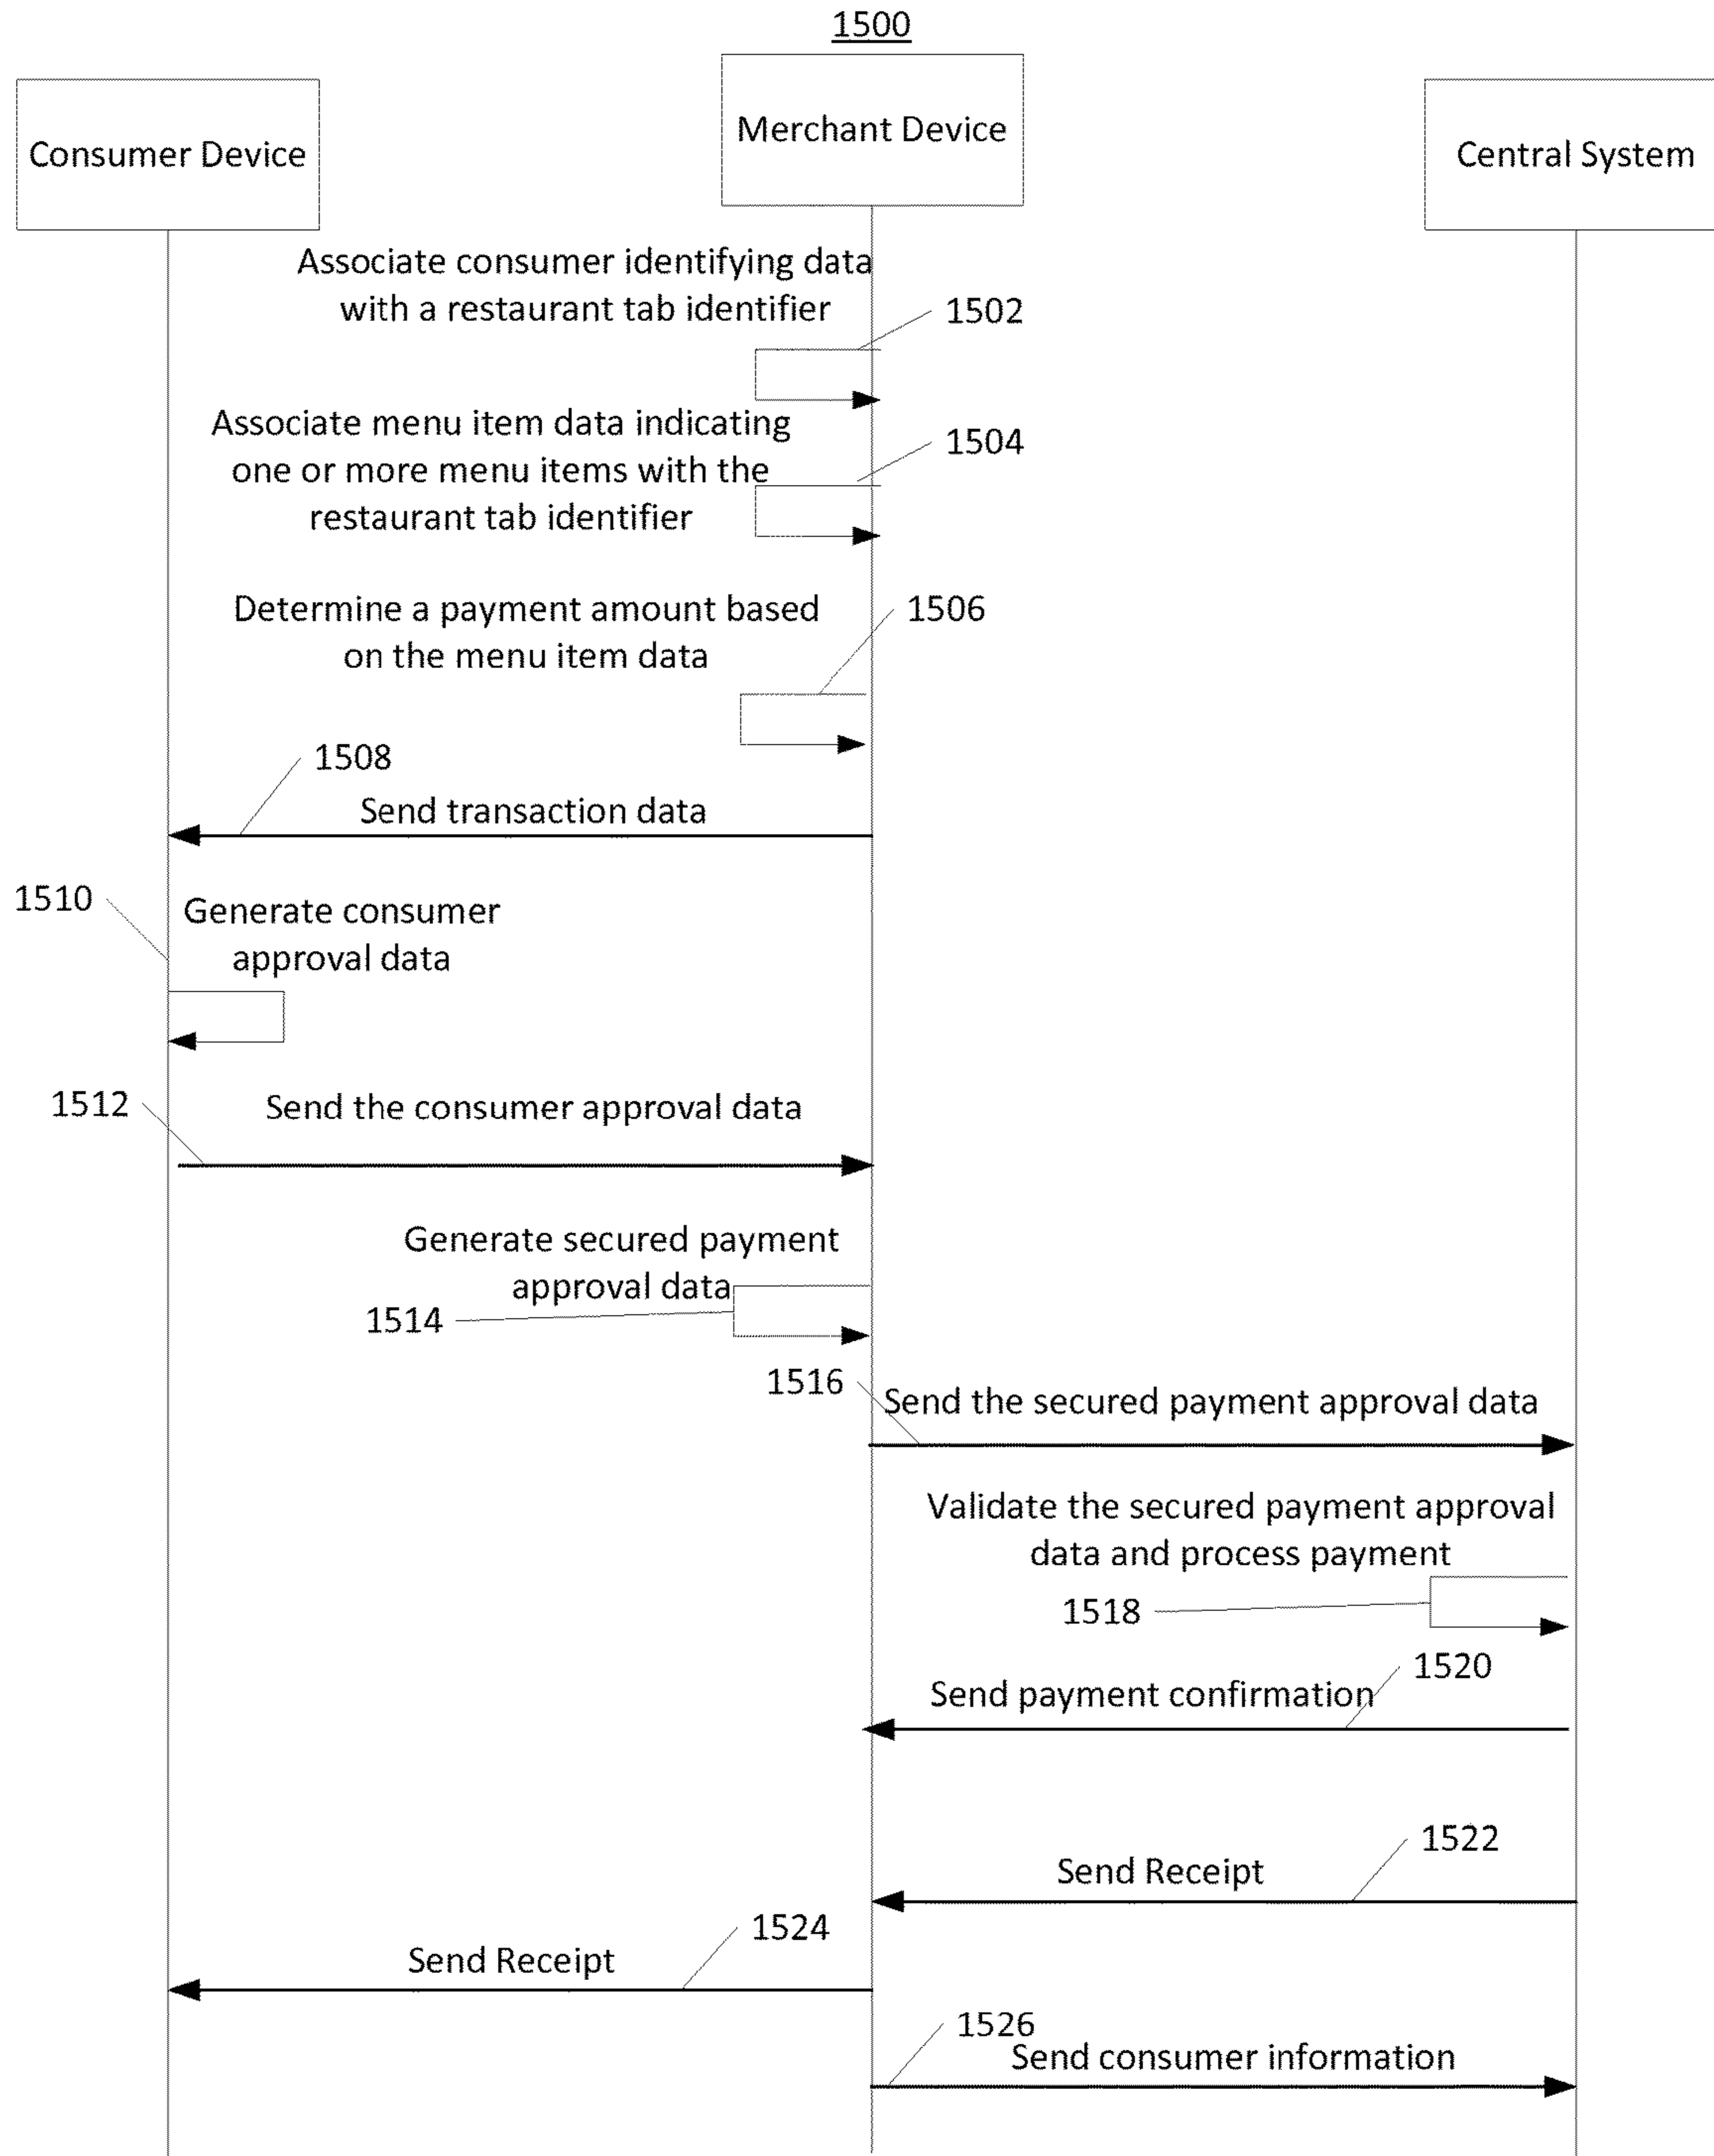 1500
Consumer Device
Merchant Device
Central System
Associate consumer identifying data
with a restaurant tab identifier
1502
Associate menu item data indicating
one or more menu items with the
restaurant tab identifier
1504
Determine a payment amount based
on the menu item data
1506
1508
Send transaction data
1510
Generate consumer
approval data
1512
Send the consumer approval data
Generate secured payment
approval data
1514
1516
Send the secured payment approval data
Validate the secured payment approval
data and process payment
1518
1520
Send payment confirmation
1522
Send Receipt
1524
Send Receipt
1526
Send consumer information